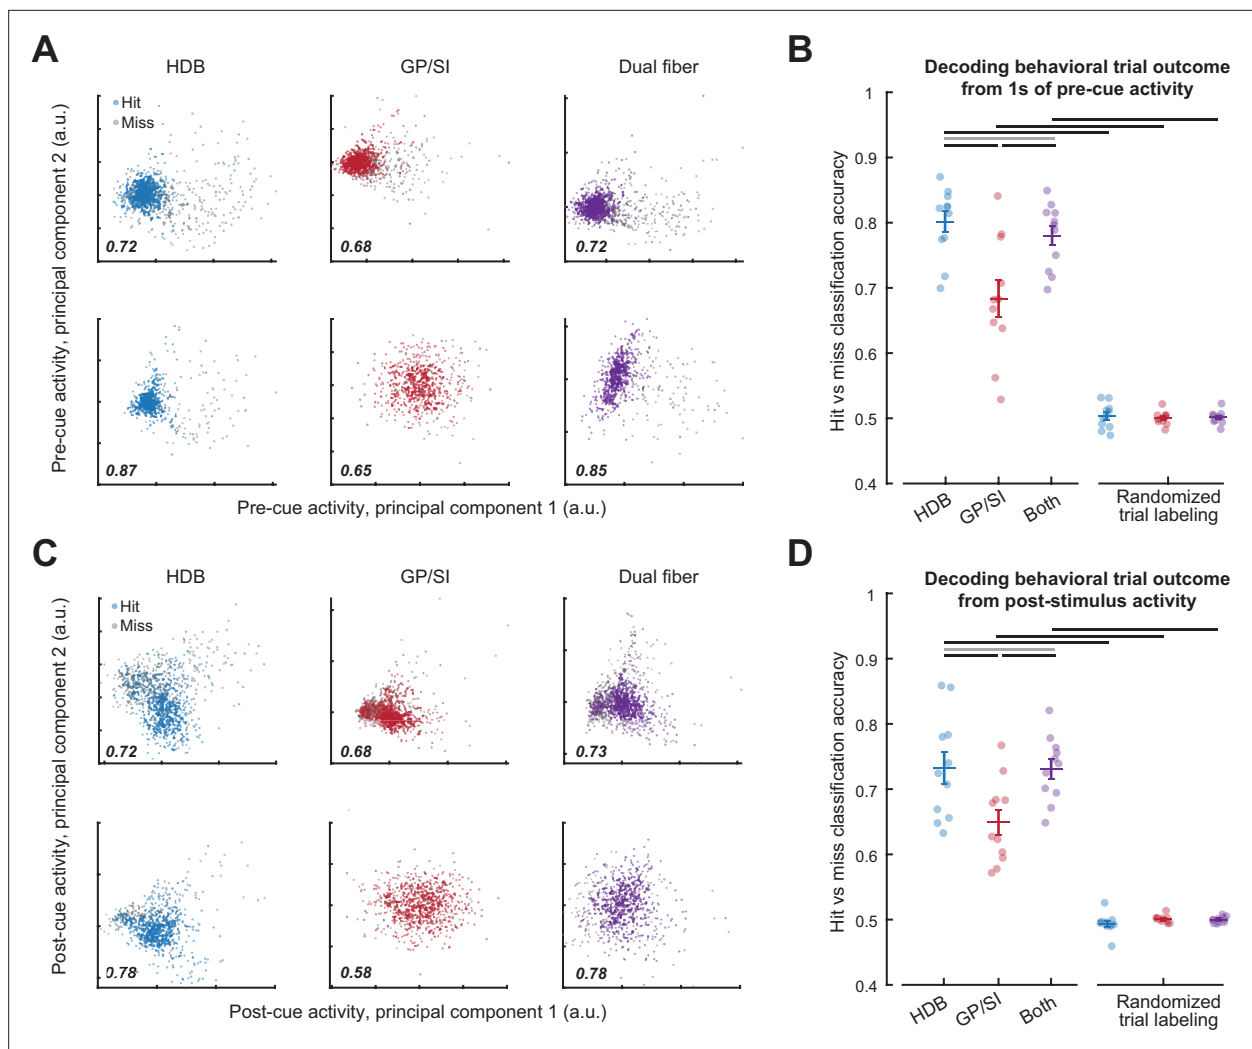 A
HDB
GP/SI
Dual fiber
Hit
Miss
Pre-cue activity, principal component 2 (a.u.)
0.72
0.68
0.72
0.87
0.65
0.85
Pre-cue activity, principal component 1 (a.u.)
B
Decoding behavioral trial outcome
from 1s of pre-cue activity
Hit vs miss classification accuracy
1
0.9
0.8
0.7
0.6
0.5
0.4
HDB
GP/SI
Both
Randomized
trial labeling
C
HDB
GP/SI
Dual fiber
Hit
Miss
Post-cue activity, principal component 2 (a.u.)
0.72
0.68
0.73
0.78
0.58
0.78
Post-cue activity, principal component 1 (a.u.)
D
Decoding behavioral trial outcome
from post-stimulus activity
Hit vs miss classification accuracy
1
0.9
0.8
0.7
0.6
0.5
0.4
HDB
GP/SI
Both
Randomized
trial labeling